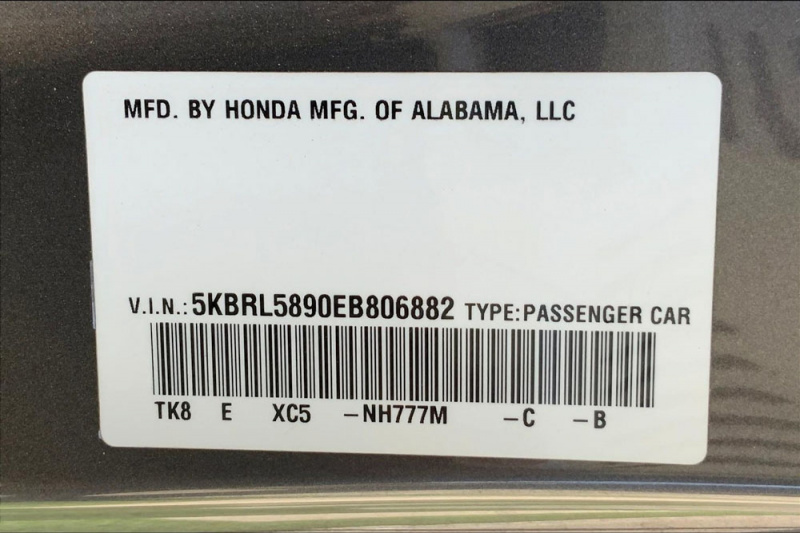 MFD. BY HONDA MFG. OF ALABAMA, LLC
V.I.N.: 5KBRL5890EB806882 TYPE: PASSENGER CAR
TK8 E XC5 -NH777M -C -B